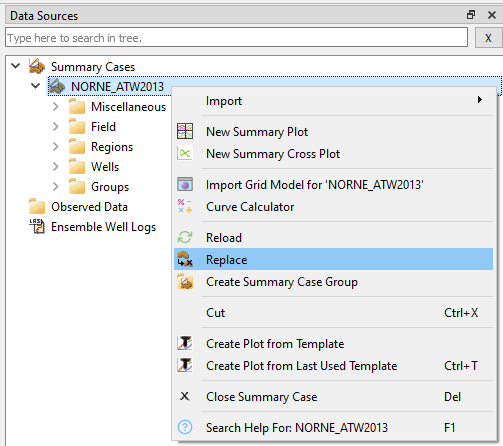 Data Sources
Type here to search in tree.
X
Summary Cases
NORNE_ATW2013
Miscellaneous
Field
Regions
Wells
Groups
Observed Data
Ensemble Well Logs
Import
New Summary Plot
New Summary Cross Plot
Import Grid Model for 'NORNE_ATW2013'
Curve Calculator
Reload
Replace
Create Summary Case Group
Cut Ctrl+X
Create Plot from Template
Create Plot from Last Used Template Ctrl+T
Close Summary Case Del
Search Help For: NORNE_ATW2013 F1